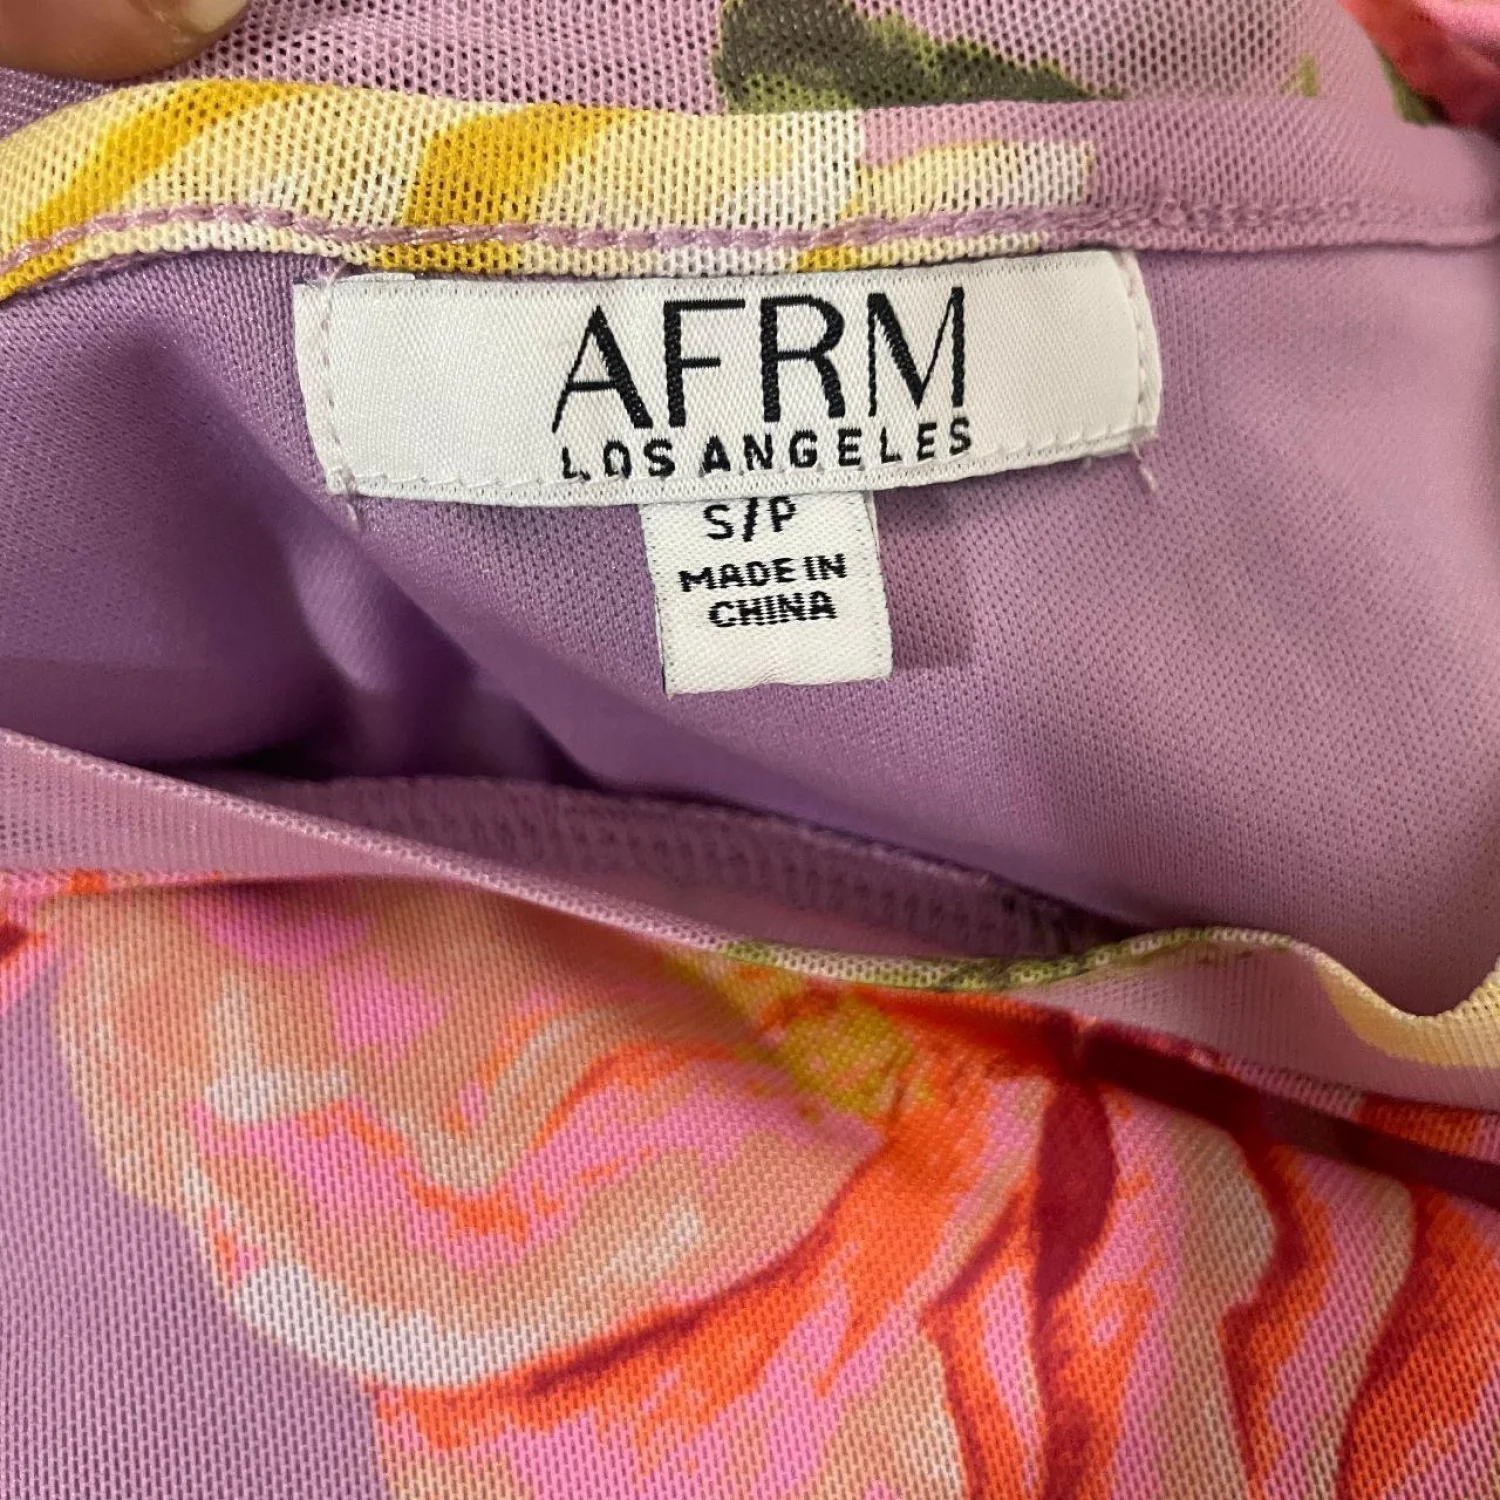 AFRM
LOS ANGELES
S/P
MADE IN
CHINA